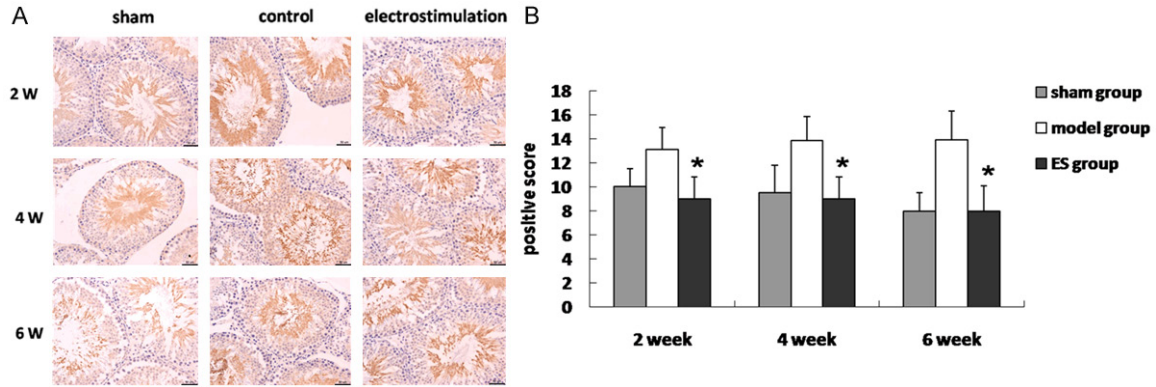 A
sham control electrostimulation
2 W
4 W
6 W
B
positive score
18
16
14
12
10
8
6
4
2
0
* * *
2 week 4 week 6 week
sham group
model group
ES group